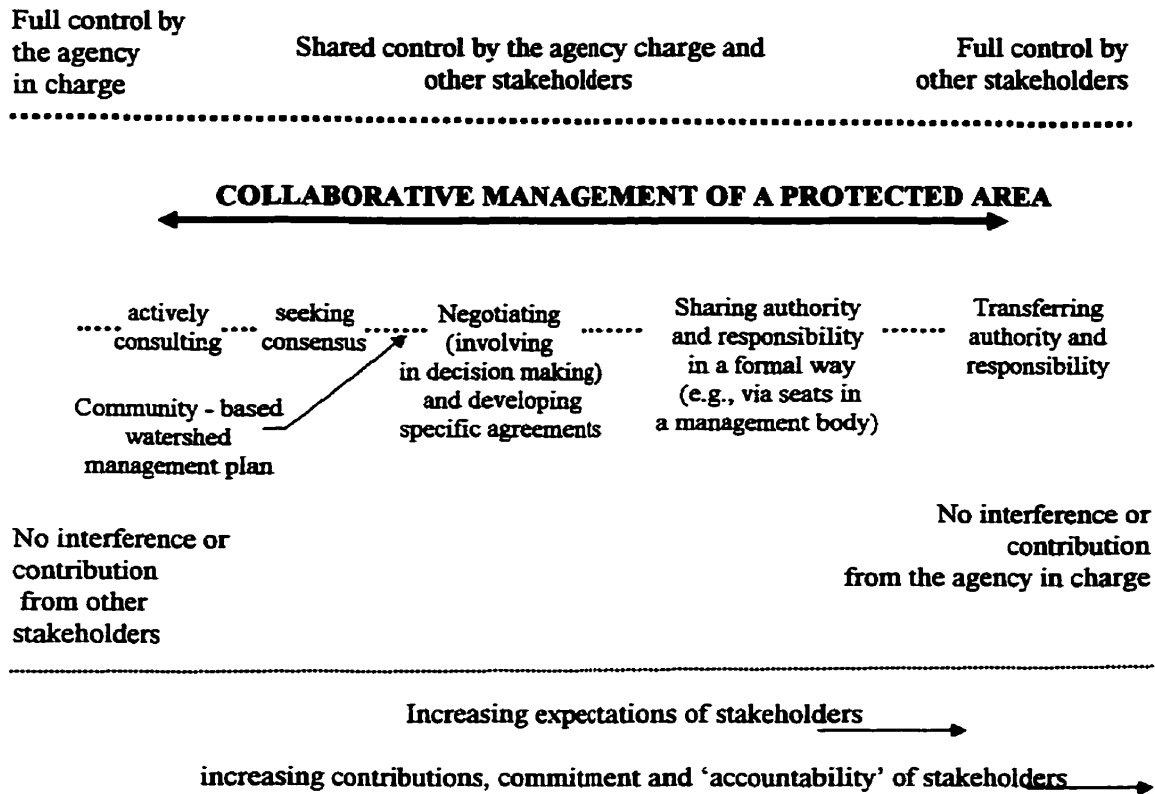 Full control by
the agency
in charge
Shared control by the agency charge and
other stakeholders
Full control by
other stakeholders
COLLABORATIVE MANAGEMENT OF A PROTECTED AREA
actively
consulting
seeking
consensus
Negotiating
(involving
in decision making)
and developing
specific agreements
Sharing authority
and responsibility
in a formal way
(e.g., via seats in
a management body)
Transferring
authority and
responsibility
Community - based
watershed
management plan
No interference or
contribution
from other
stakeholders
No interference or
contribution
from the agency in charge
Increasing expectations of stakeholders
increasing contributions, commitment and ‘accountability’ of stakeholders